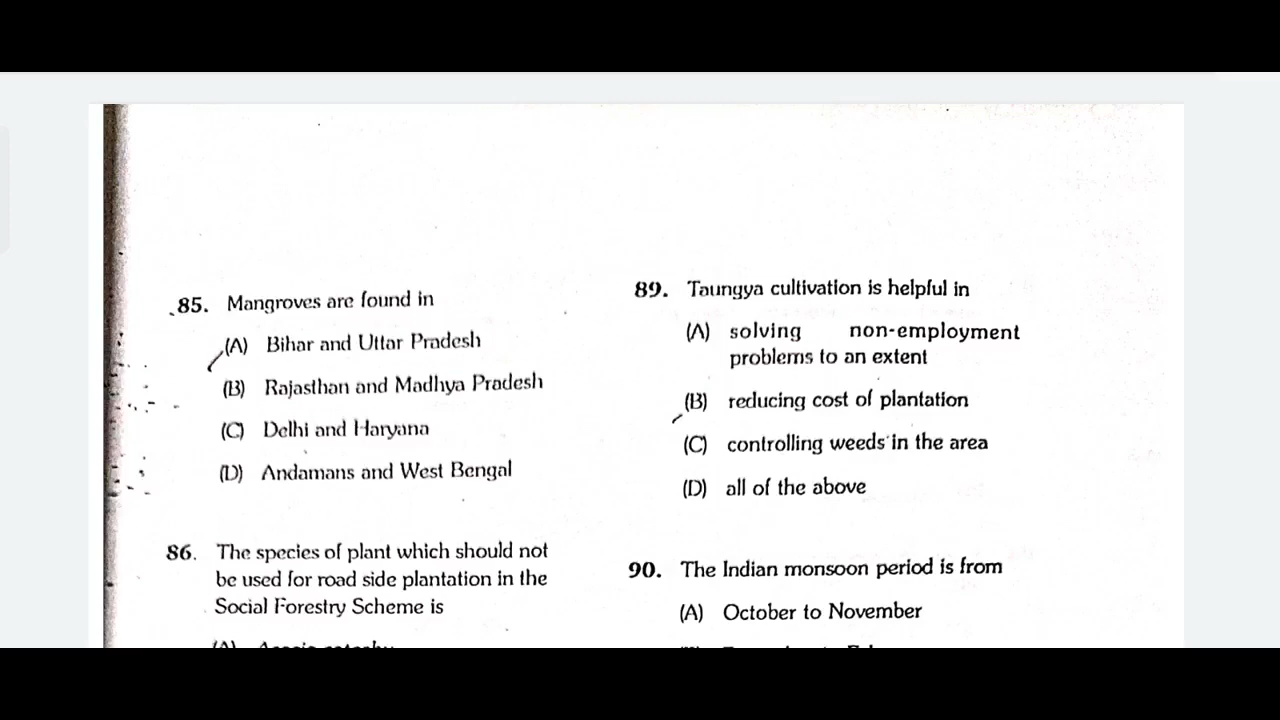 85. Mangroves are found in
(A) Bihar and Uttar Pradesh
(B) Rajasthan and Madhya Pradesh
(C) Delhi and Haryana
(D) Andamans and West Bengal
86. The species of plant which should not
be used for road side plantation in the
Social Forestry Scheme is
(A) Acacia
89. Taungya cultivation is helpful in
(A) solving non-employment
problems to an extent
(B) reducing cost of plantation
(C) controlling weeds in the area
(D) all of the above
90. The Indian monsoon period is from
(A) October to November